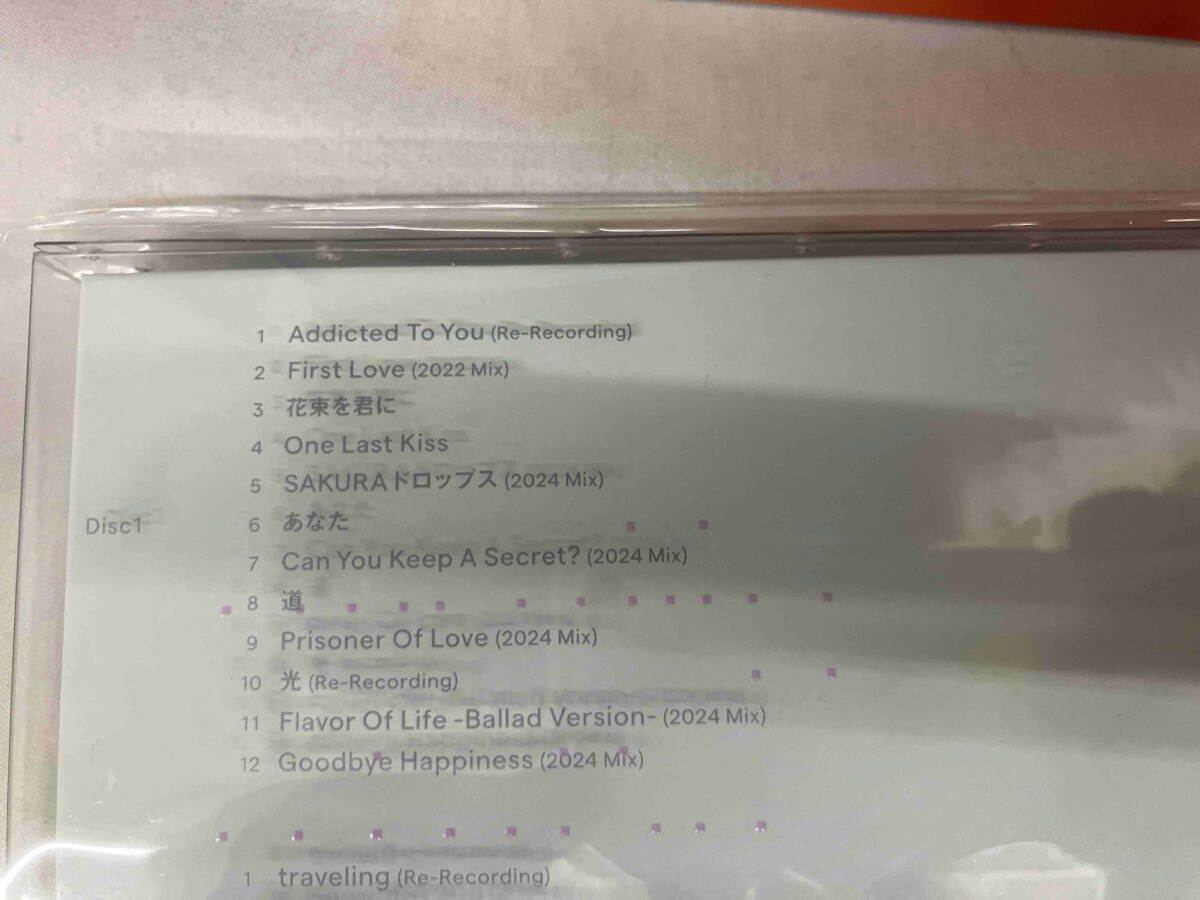 1 Addicted To You (Re-Recording)
2 First Love (2022 Mix)
3 花束を君に
4 One Last Kiss
5 SAKURAドロップス (2024 Mix)
Disc1
6 あなた
7 Can You Keep A Secret? (2024 Mix)
8 道
9 Prisoner Of Love (2024 Mix)
10 光 (Re-Recording)
11 Flavor Of Life -Ballad Version- (2024 Mix)
12 Goodbye Happiness (2024 Mix)
1 traveling (Re-Recording)